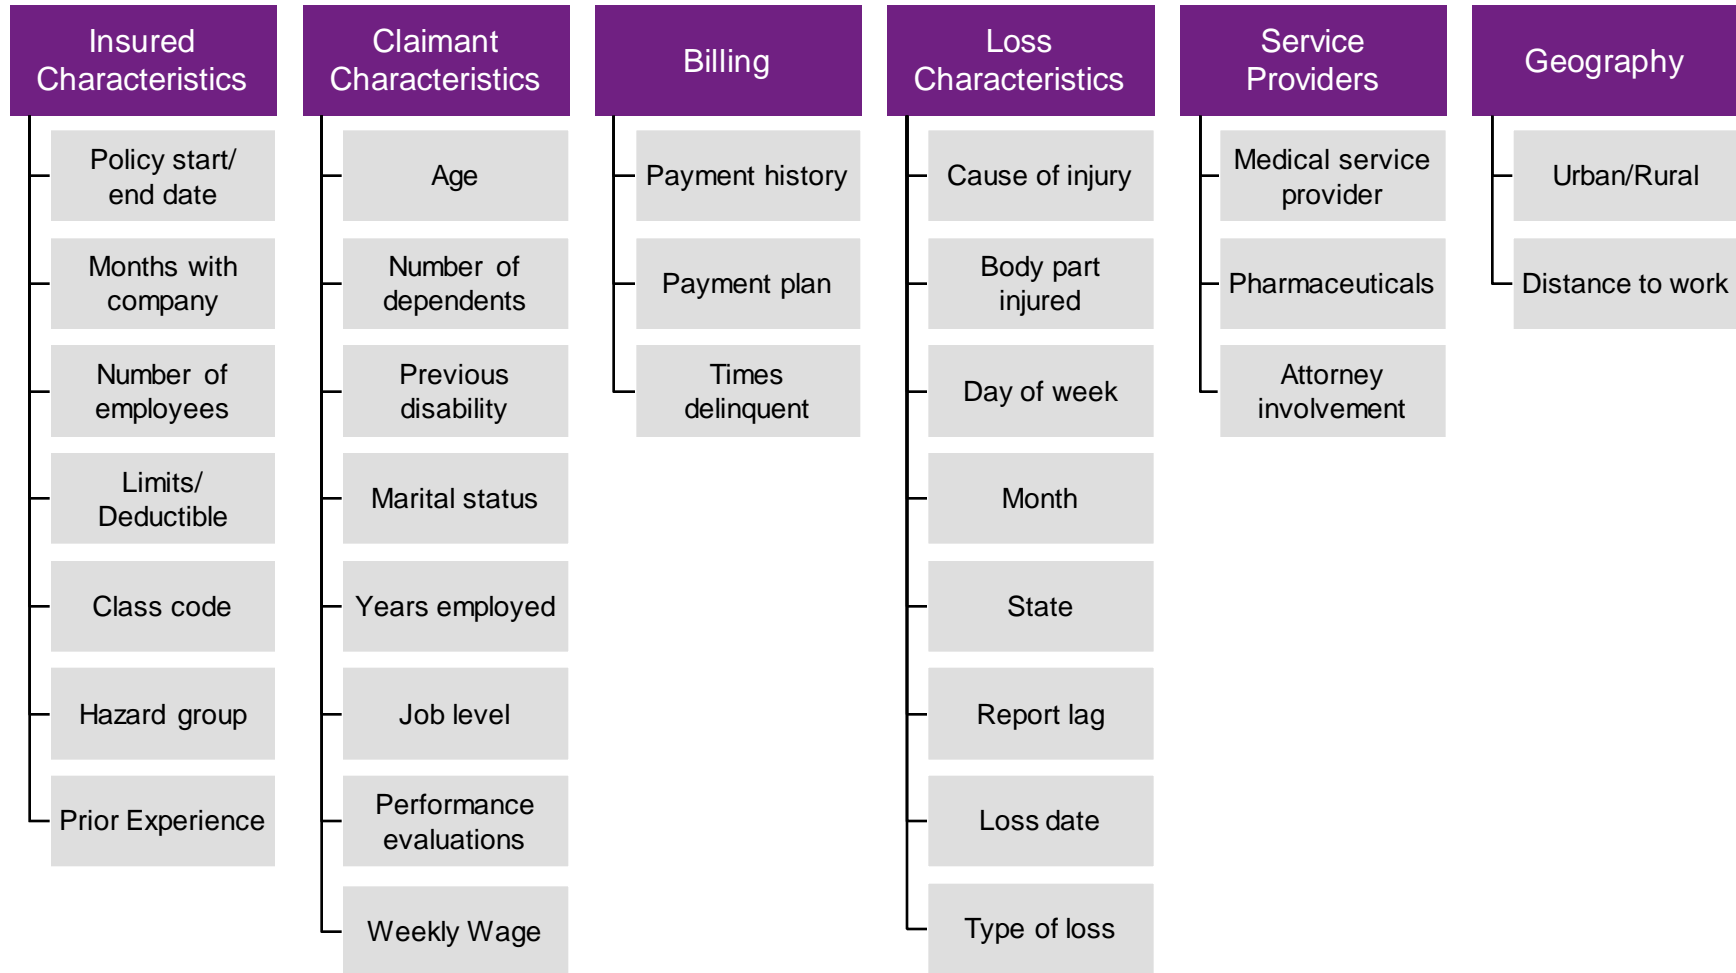 Insured
Characteristics
Policy start/
end date
Months with
company
Number of
employees
Limits/
Deductible
Class code
Hazard group
Prior Experience
Claimant
Characteristics
Age
Number of
dependents
Previous
disability
Marital status
Years employed
Job level
Performance
evaluations
Weekly Wage
Billing
Payment history
Payment plan
Times
delinquent
Loss
Characteristics
Cause of injury
Body part
injured
Day of week
Month
State
Report lag
Loss date
Type of loss
Service
Providers
Medical service
provider
Pharmaceuticals
Attorney
involvement
Geography
Urban/Rural
Distance to work